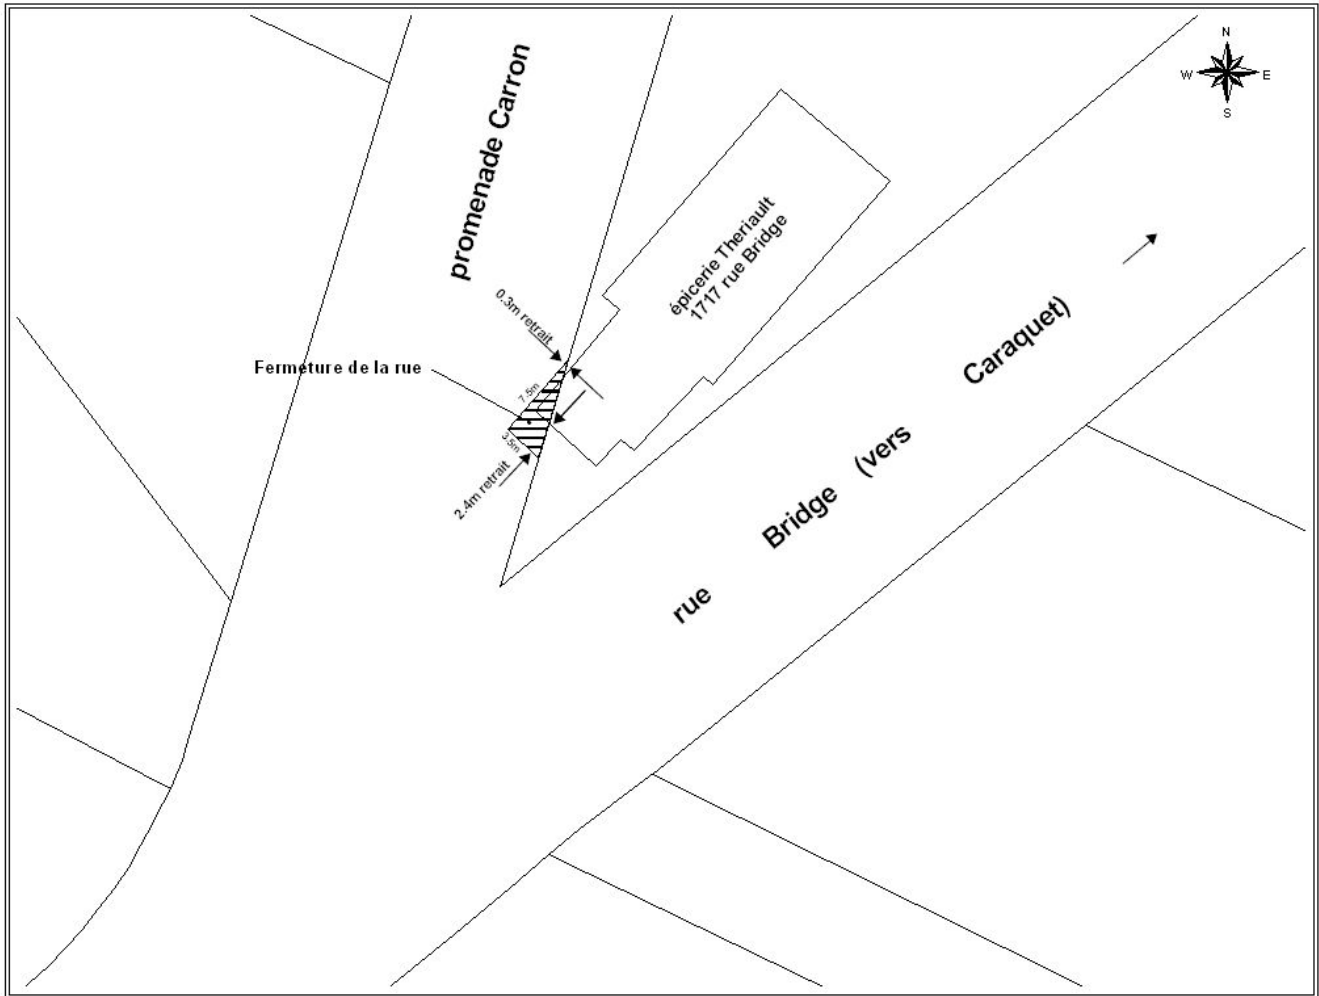 N
W E
S
promenade Carron
épicerie Theriault
1717 rue Bridge
0.3m retrait
Fermeture de la rue
7.5m
3.5m
2.4m retrait
rue Bridge (vers Caraquet)